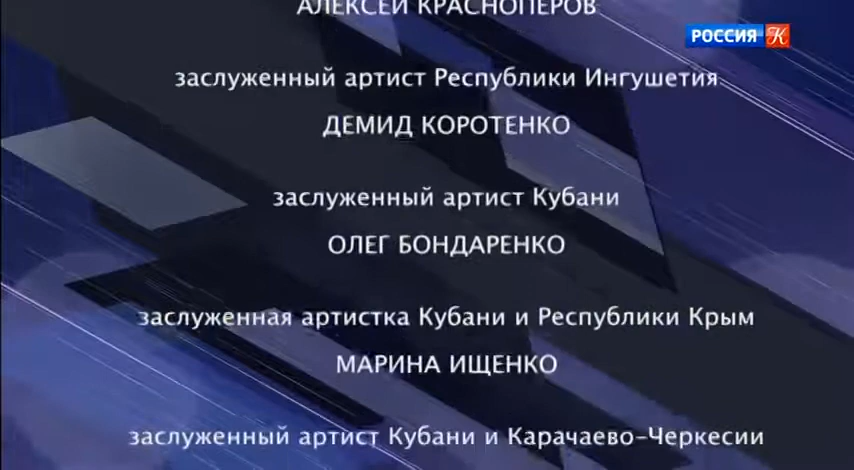 АЛЕКСЕЙ КРАСНОПЕРОВ
РОССИЯ К
заслуженный артист Республики Ингушетия
ДЕМИД КОРОТЕНКО
заслуженный артист Кубани
ОЛЕГ БОНДАРЕНКО
заслуженная артистка Кубани и Республики Крым
МАРИНА ИЩЕНКО
заслуженный артист Кубани и Карачаево-Черкесии